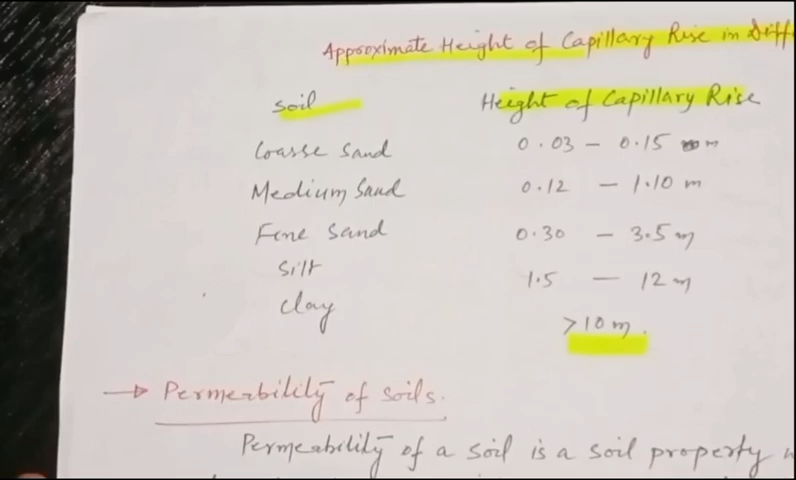 Approximate Height of Capillary Rise in Diff
Soil Height of Capillary Rise
Coarse Sand 0.03 - 0.15 m
Medium Sand 0.12 - 1.10 m
Fine Sand 0.30 - 3.5 m
Silt 1.5 - 12 m
Clay >10 m.
→ Permeability of soils.
Permeability of a soil is a soil property